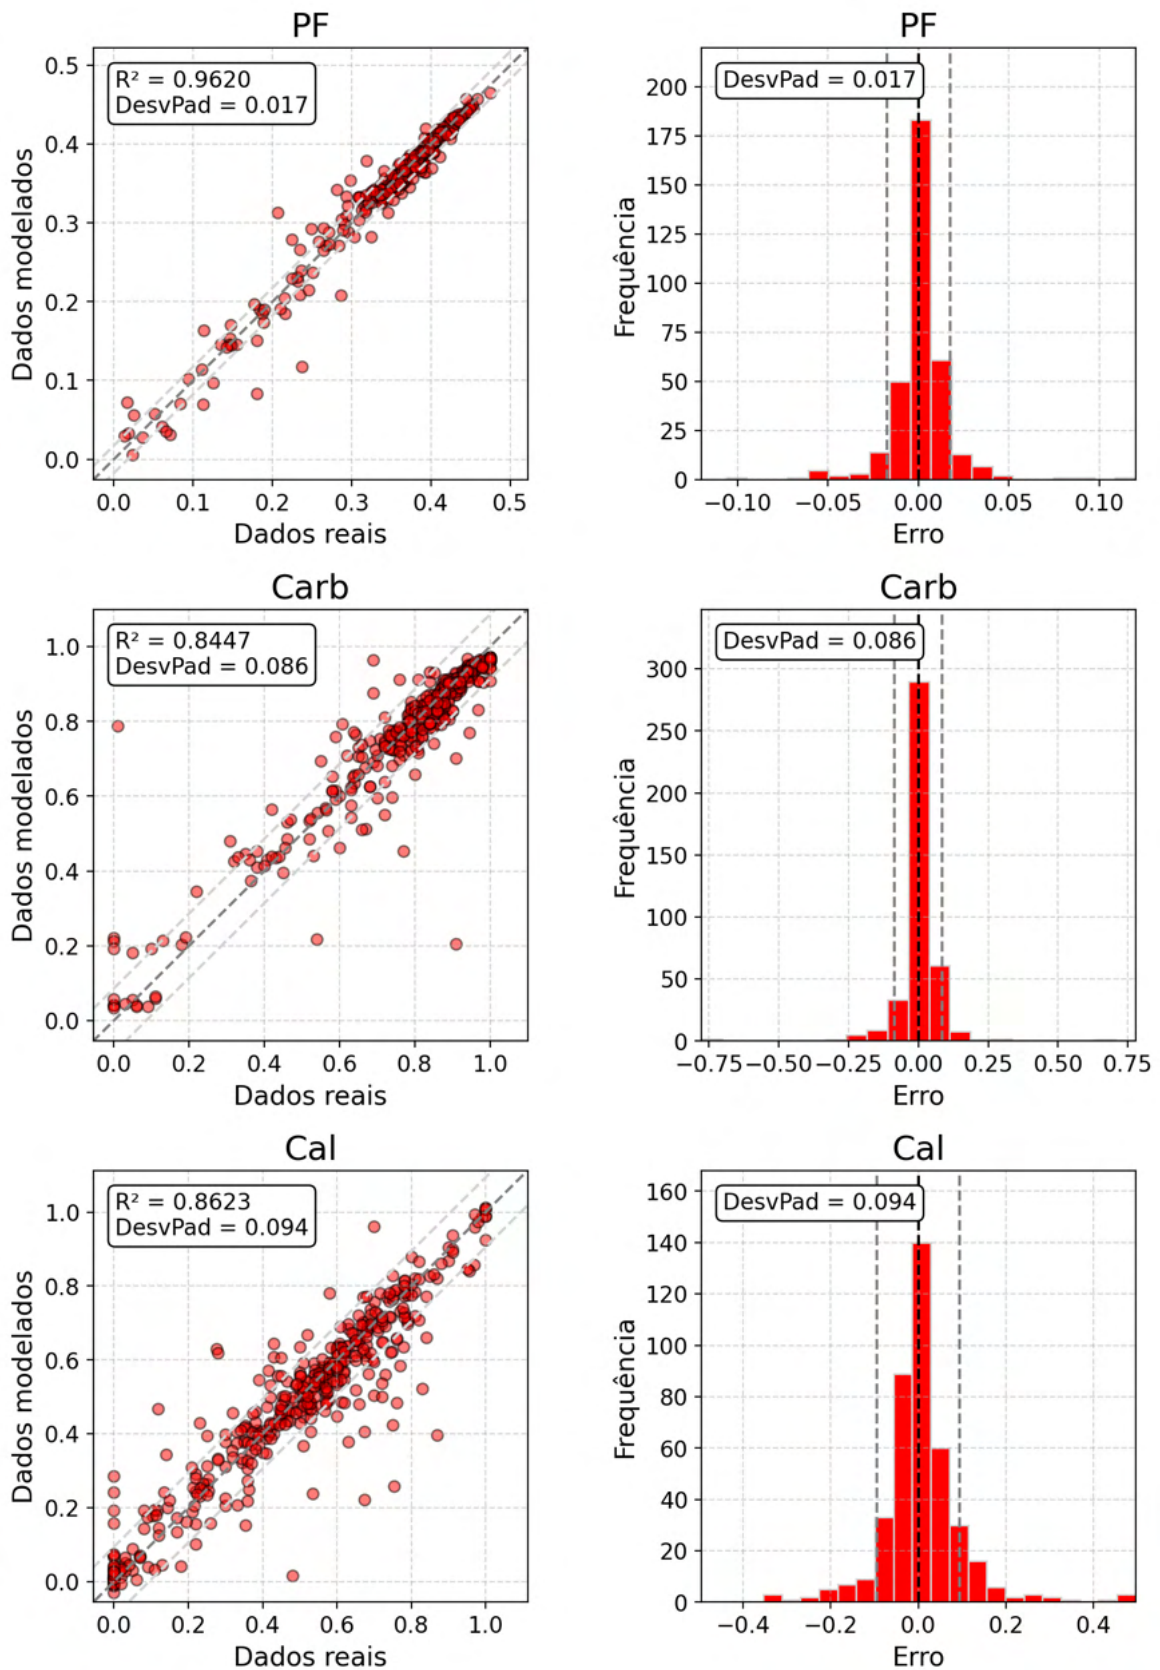 PF
R² = 0.9620
DesvPad = 0.017
0.5
0.4
0.3
0.2
0.1
0.0
Dados modelados
0.0 0.1 0.2 0.3 0.4 0.5
Dados reais
PF
DesvPad = 0.017
200
175
150
125
100
75
50
25
0
Frequência
−0.10 −0.05 0.00 0.05 0.10
Erro
Carb
R² = 0.8447
DesvPad = 0.086
1.0
0.8
0.6
0.4
0.2
0.0
Dados modelados
0.0 0.2 0.4 0.6 0.8 1.0
Dados reais
Carb
DesvPad = 0.086
300
250
200
150
100
50
0
Frequência
−0.75 −0.50 −0.25 0.00 0.25 0.50 0.75
Erro
Cal
R² = 0.8623
DesvPad = 0.094
1.0
0.8
0.6
0.4
0.2
0.0
Dados modelados
0.0 0.2 0.4 0.6 0.8 1.0
Dados reais
Cal
DesvPad = 0.094
160
140
120
100
80
60
40
20
0
Frequência
−0.4 −0.2 0.0 0.2 0.4
Erro